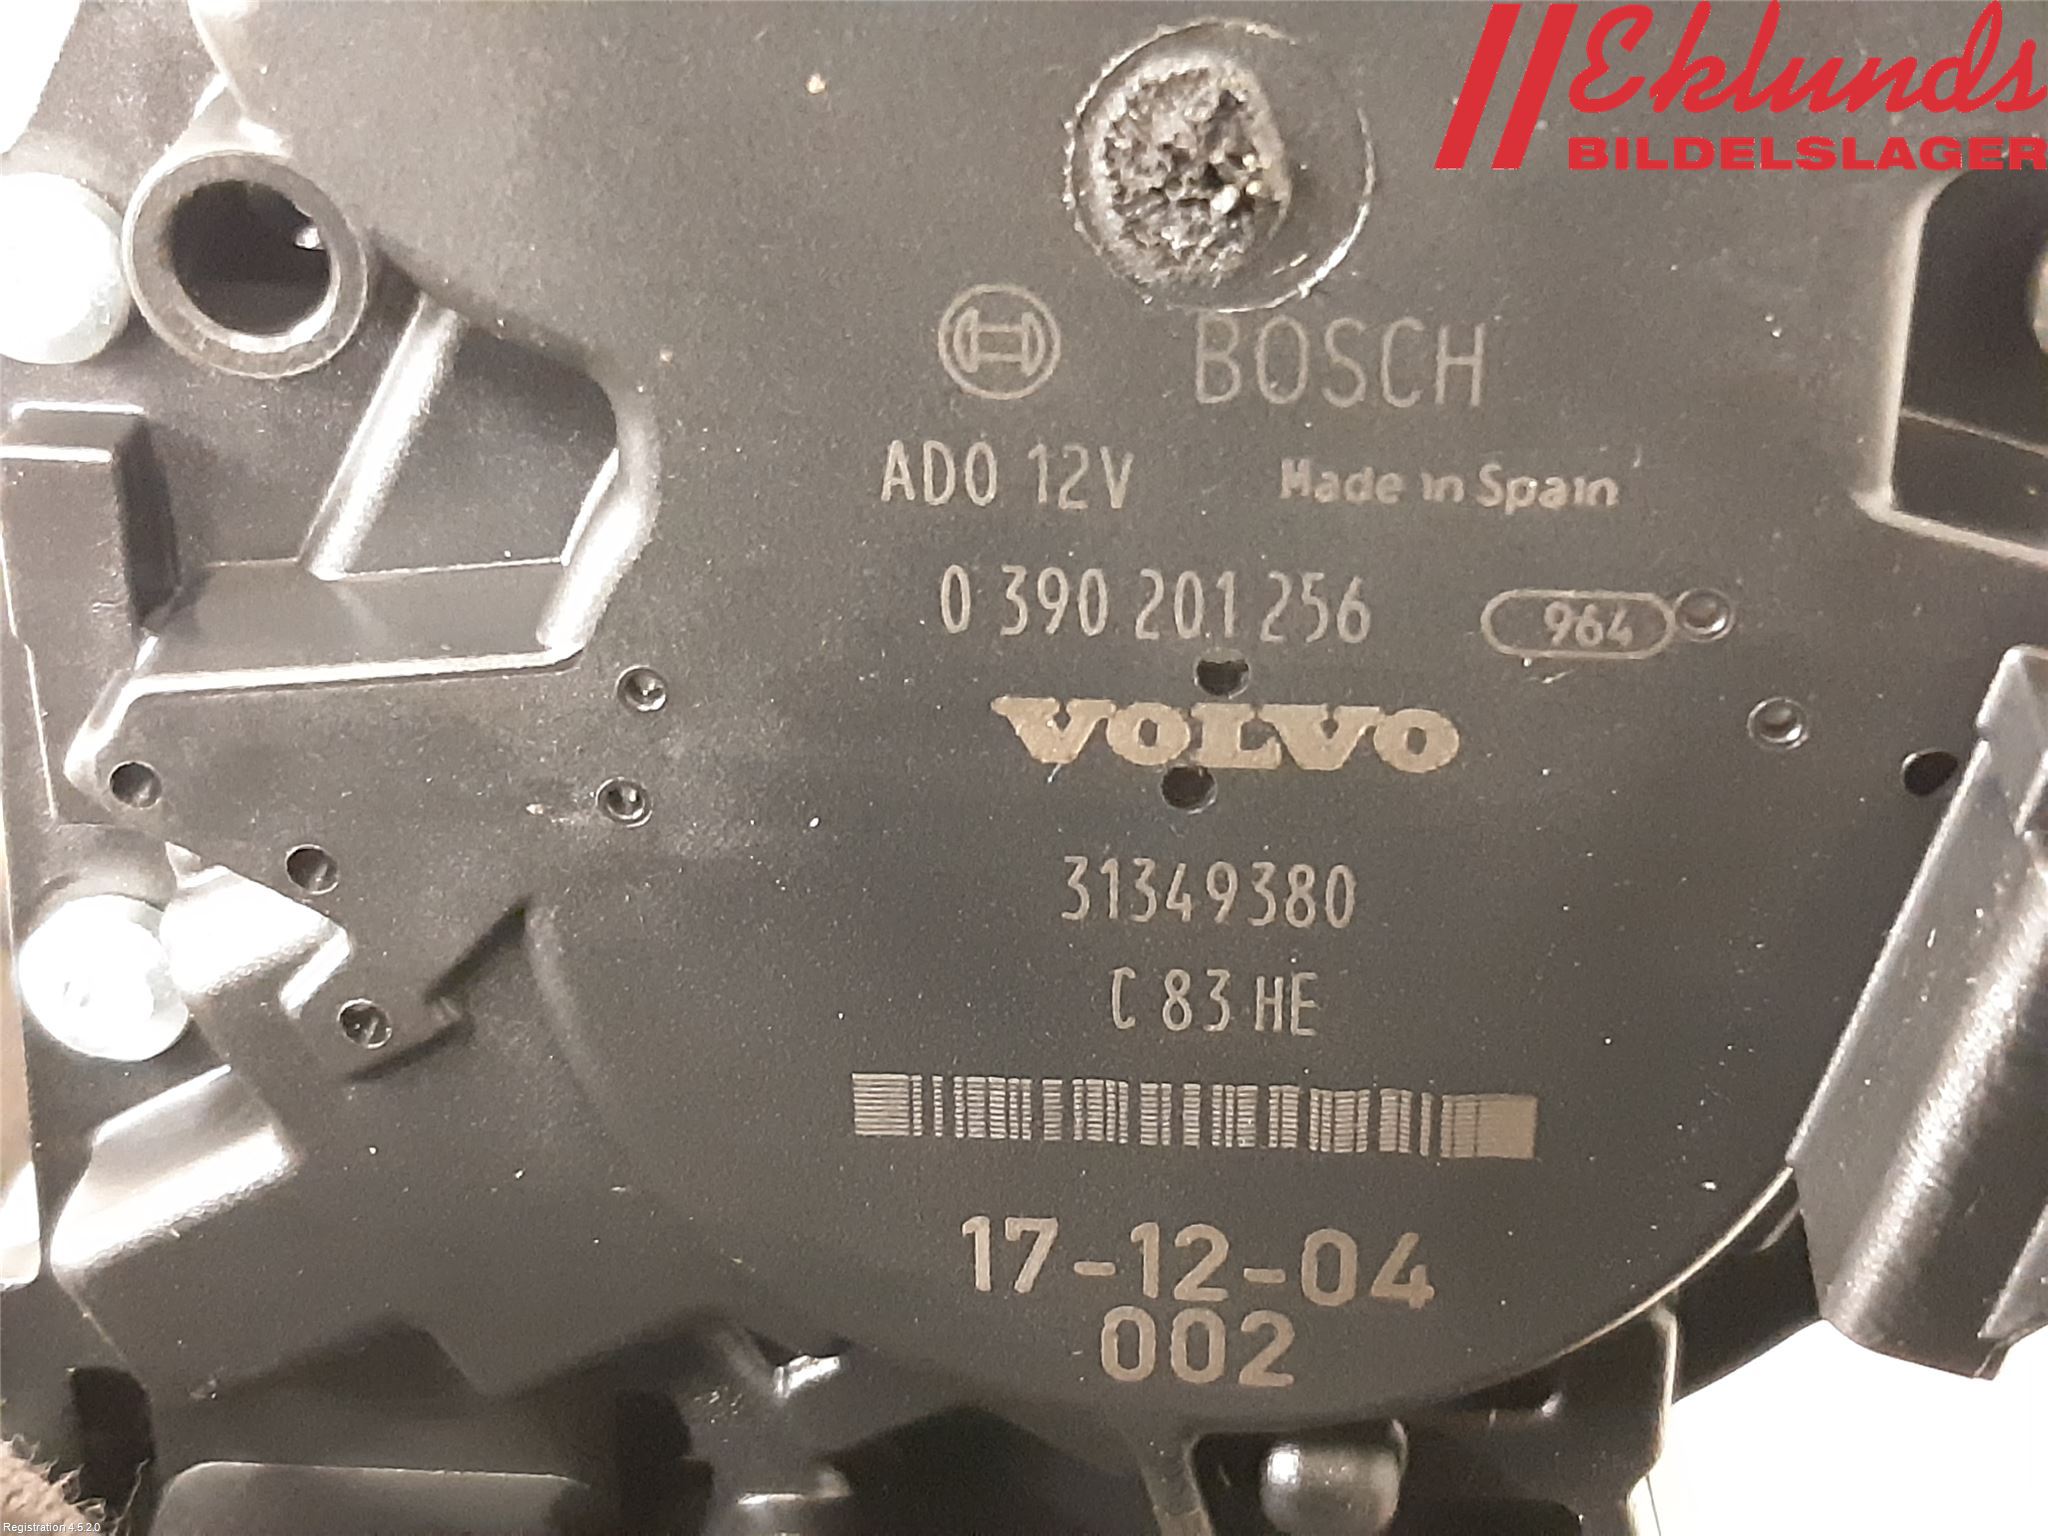 Eklunds
BILDELSLAGER
BOSCH
ADO 12V Made in Spain
0 390 201 256 964
VOLVO
31349380
C 83 HE
17-12-04
002
Registration 4.5.2.0